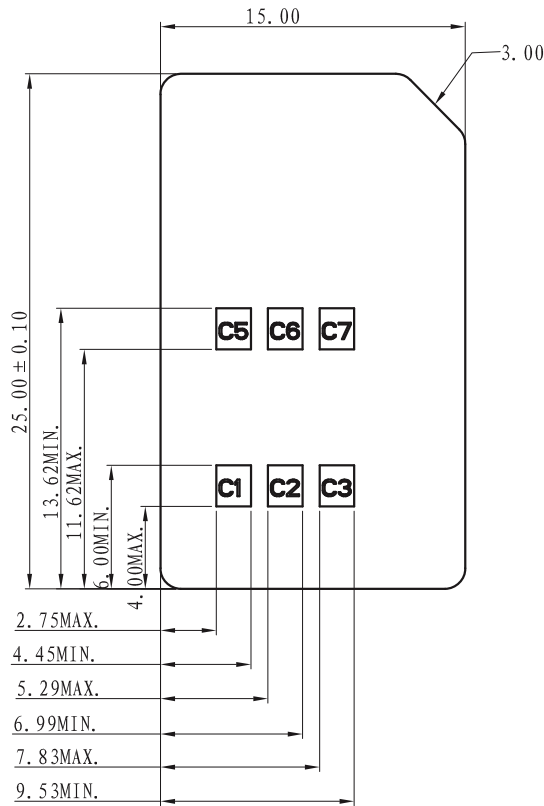 15.00
3.00
25.00±0.10
13.62MIN.
11.62MAX.
6.00MIN.
4.00MAX.
C5 C6 C7
C1 C2 C3
2.75MAX.
4.45MIN.
5.29MAX.
6.99MIN.
7.83MAX.
9.53MIN.